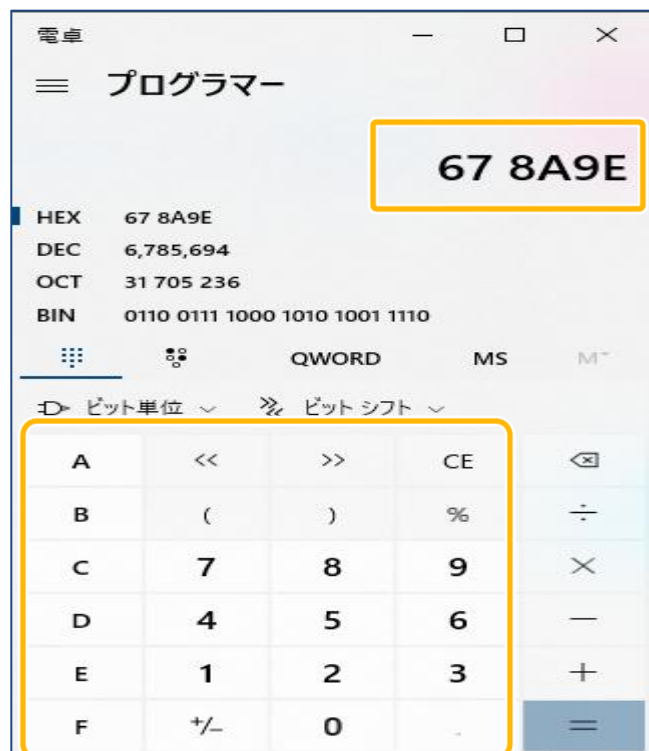 電卓
プログラマー
67 8A9E
HEX 67 8A9E
DEC 6,785,694
OCT 31 705 236
BIN 0110 0111 1000 1010 1001 1110
QWORD MS M
ビット単位 ビット シフト
A << >> CE
B ( ) % ÷
C 7 8 9 ×
D 4 5 6 −
E 1 2 3 +
F +/− 0 . =